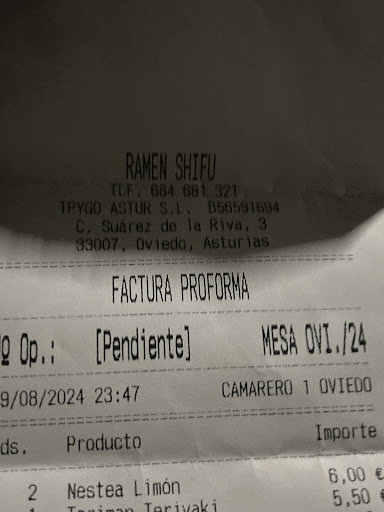 RAMEN SHIFU
TLF. 684 681 321
TPYGO ASTUR S.L. B56591694
C. Suárez de la Riva, 3
33007, Oviedo, Asturias
FACTURA PROFORMA
º Op.: [Pendiente] MESA OVI./24
9/08/2024 23:47 CAMARERO 1 OVIEDO
ds. Producto Importe
2 Nestea Limón 6,00 €
1 Teriyaki 5,50 €